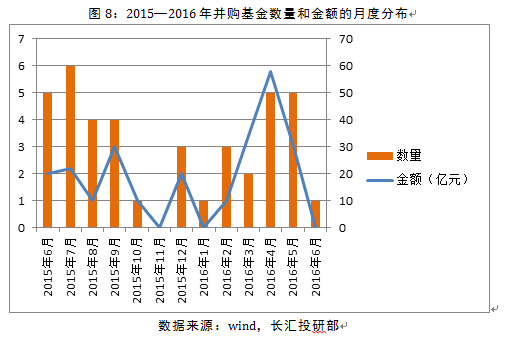 图 8：2015—2016 年并购基金数量和金额的月度分布
7
6
5
4
3
2
1
0
70
60
50
40
30
20
10
0
2015年6月
2015年7月
2015年8月
2015年9月
2015年10月
2015年11月
2015年12月
2016年1月
2016年2月
2016年3月
2016年4月
2016年5月
2016年6月
数量
金额（亿元）
数据来源：wind，长汇投研部